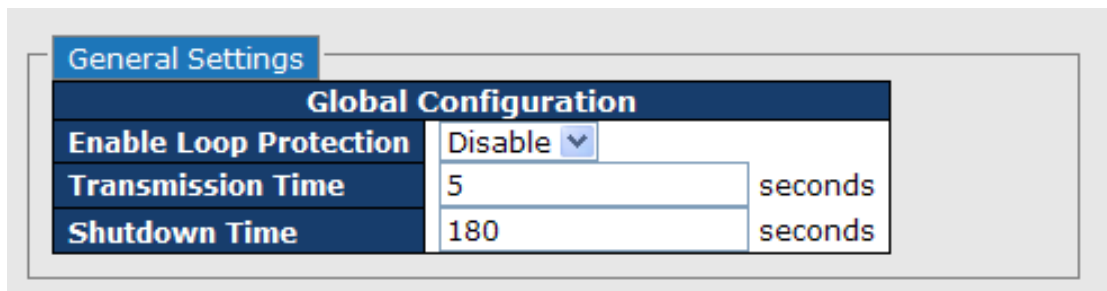 General Settings
Global Configuration
Enable Loop Protection Disable
Transmission Time 5 seconds
Shutdown Time 180 seconds